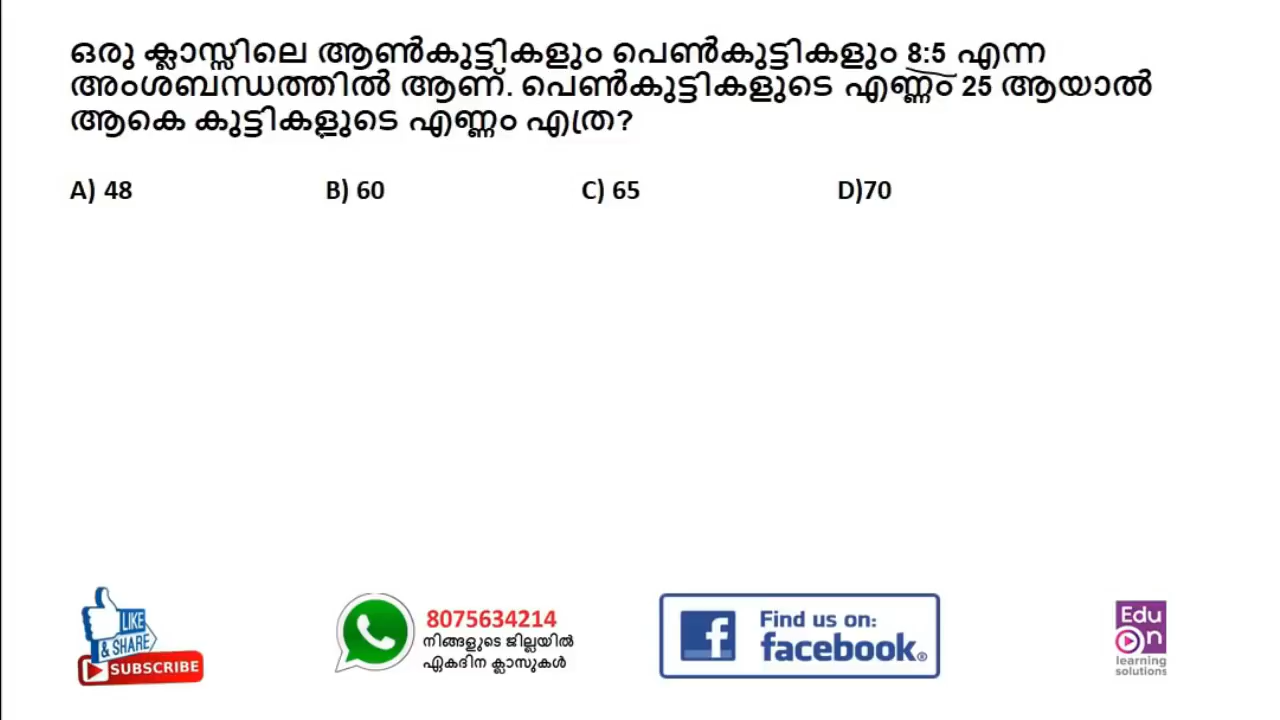 ഒരു ക്ലാസ്സിലെ ആൺകുട്ടികളും പെൺകുട്ടികളും 8:5 എന്ന
അംശബന്ധത്തിൽ ആണ്. പെൺകുട്ടികളുടെ എണ്ണം 25 ആയാൽ
ആകെ കുട്ടികളുടെ എണ്ണം എത്ര?
A) 48 B) 60 C) 65 D)70
LIKE
& SHARE
SUBSCRIBE
8075634214
നിങ്ങളുടെ ജില്ലയിൽ
ഏകദിന ക്ലാസുകൾ
Find us on:
facebook®
Edu
On
learning
solutions